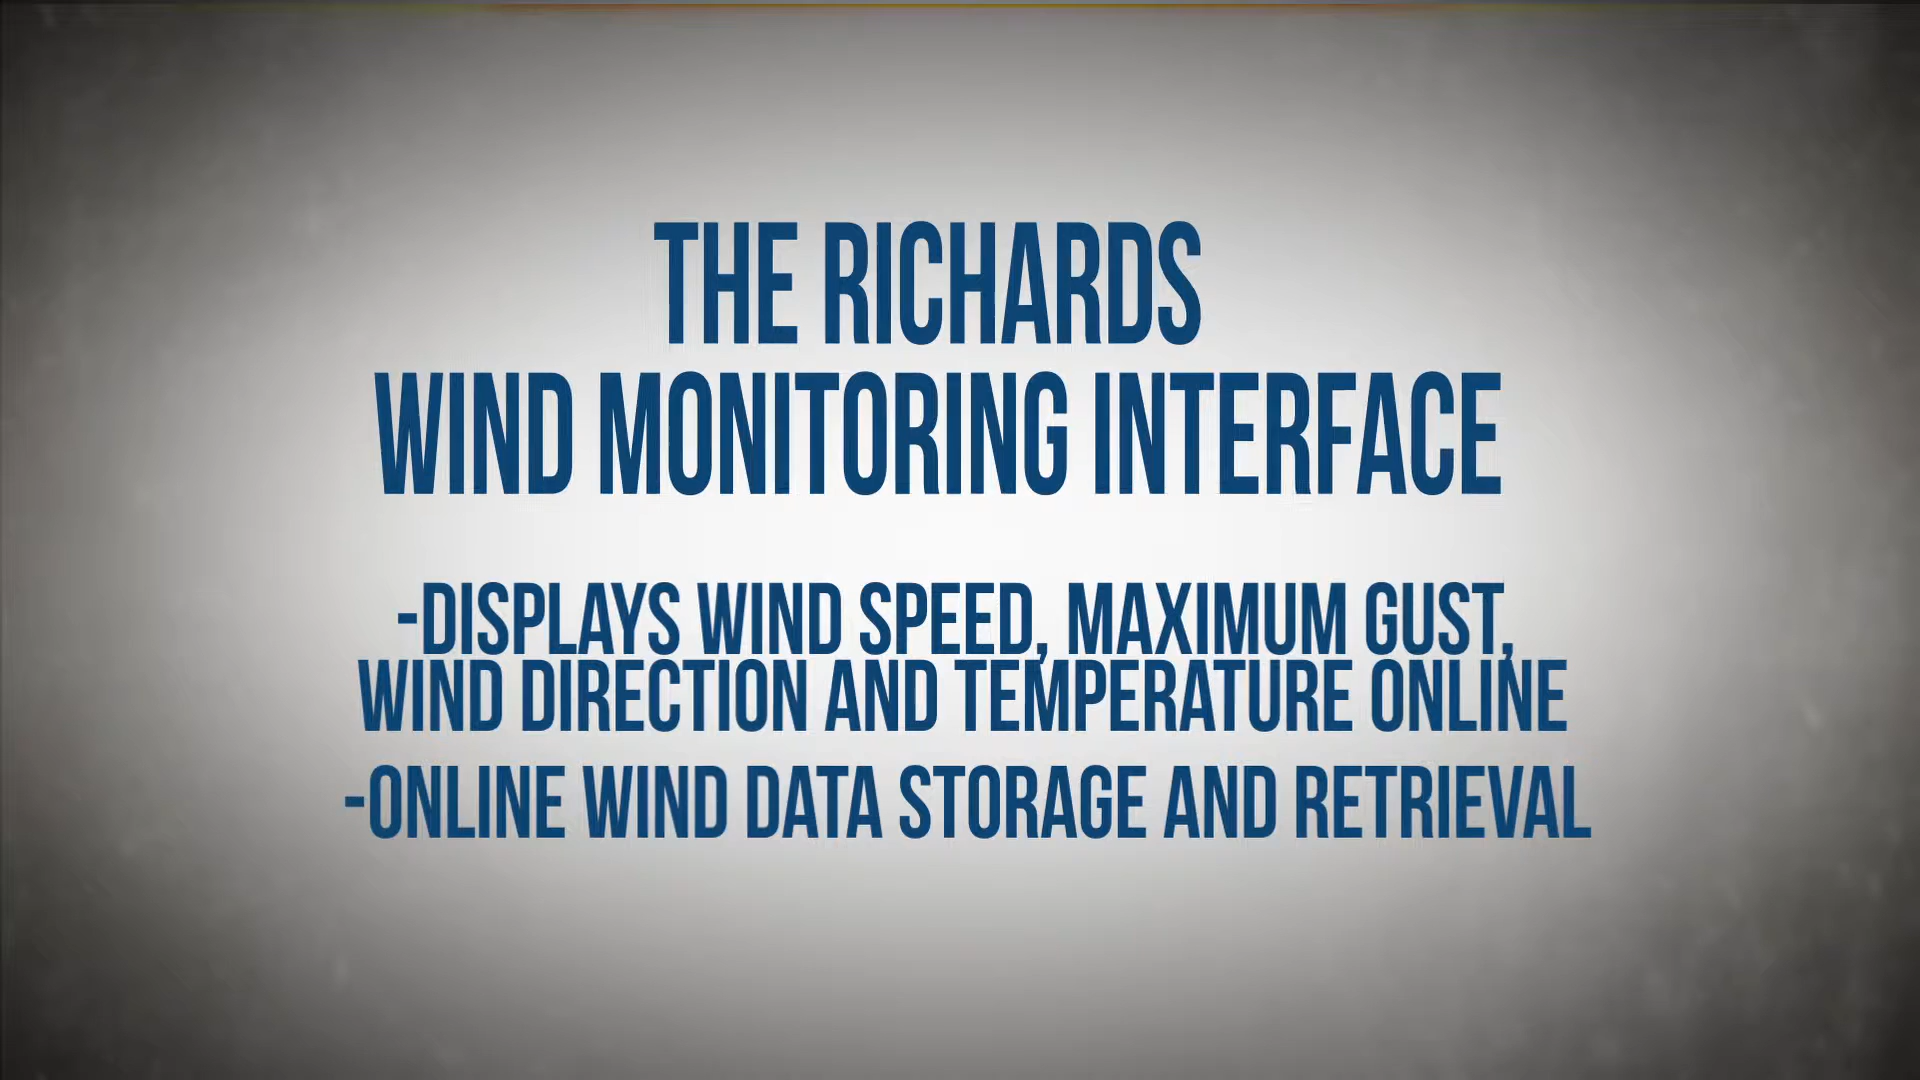 THE RICHARDS
WIND MONITORING INTERFACE
-DISPLAYS WIND SPEED, MAXIMUM GUST,
WIND DIRECTION AND TEMPERATURE ONLINE
-ONLINE WIND DATA STORAGE AND RETRIEVAL